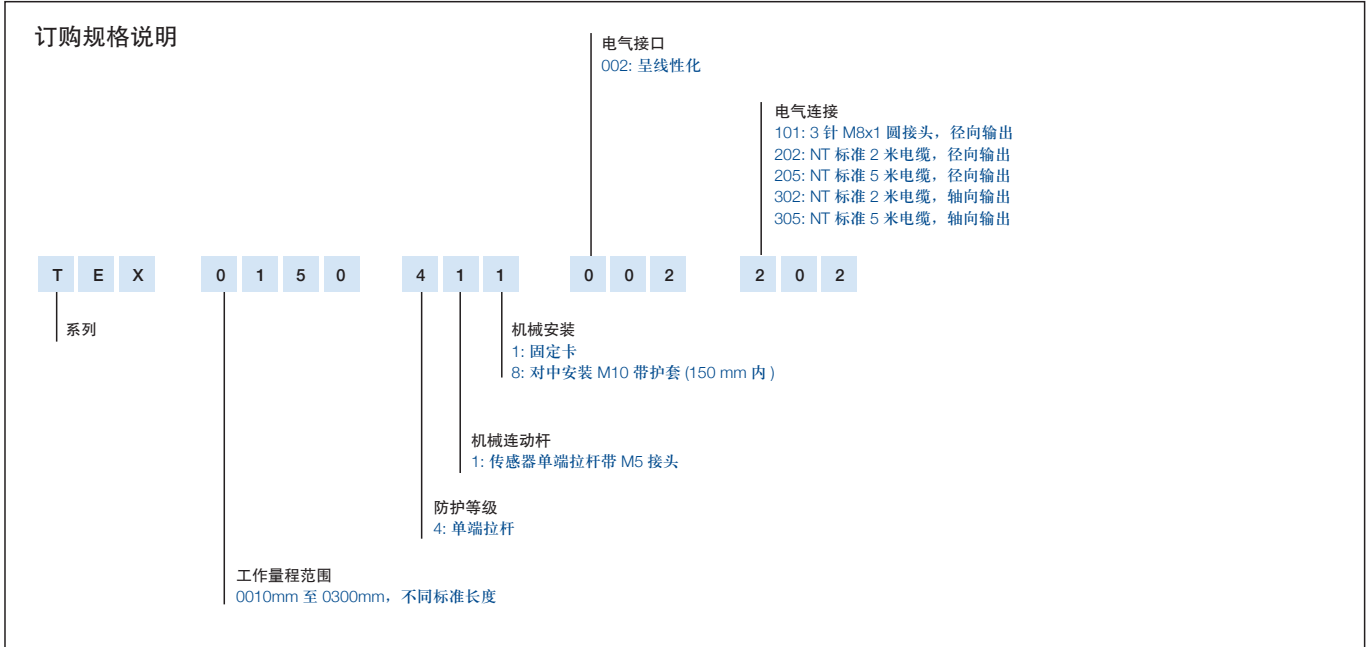 订购规格说明
电气接口
002: 呈线性化
电气连接
101: 3 针 M8x1 圆接头，径向输出
202: NT 标准 2 米电缆，径向输出
205: NT 标准 5 米电缆，径向输出
302: NT 标准 2 米电缆，轴向输出
305: NT 标准 5 米电缆，轴向输出
T E X 0 1 5 0 4 1 1 0 0 2 2 0 2
系列
机械安装
1: 固定卡
8: 对中安装 M10 带护套 (150 mm 内 )
机械连动杆
1: 传感器单端拉杆带 M5 接头
防护等级
4: 单端拉杆
工作量程范围
0010mm 至 0300mm，不同标准长度